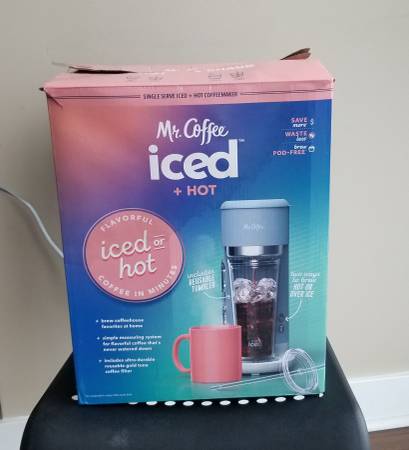 SINGLE SERVE ICED + HOT COFFEEMAKER
Mr. Coffee
iced™
+ HOT
SAVE
more $
WASTE
less
brew
POD-FREE
FLAVORFUL
iced or
hot
COFFEE IN MINUTES
Mr. Coffee
includes
REUSABLE
TUMBLER
two ways
to brew
HOT OR
OVER ICE
iced
• brew coffeehouse
favorites at home
• simple measuring system
for flavorful coffee that's
never watered down
• includes ultra-durable
reusable gold tone
coffee filter